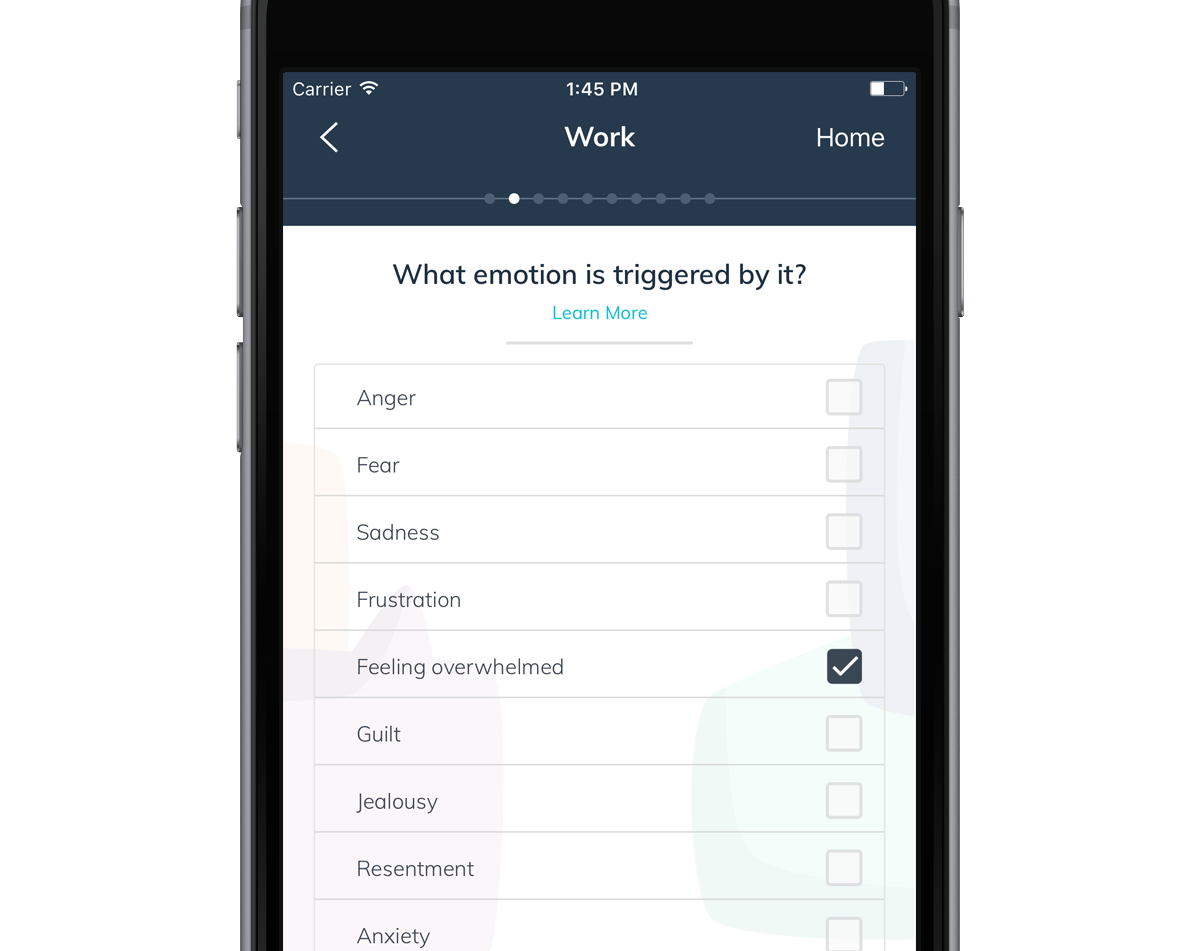 Carrier 1:45 PM
Work Home
What emotion is triggered by it?
Learn More
Anger
Fear
Sadness
Frustration
Feeling overwhelmed
Guilt
Jealousy
Resentment
Anxiety